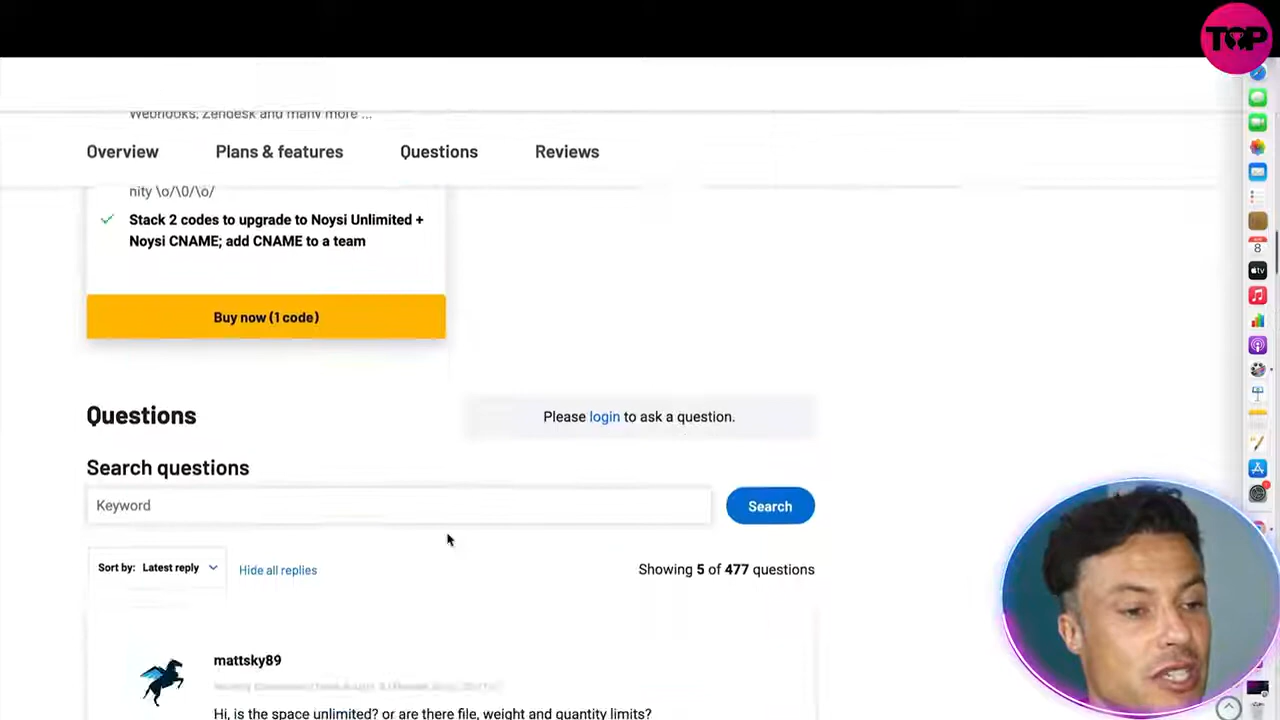 TOP
Webhooks, Zendesk and many more ...
Overview
Plans & features
Questions
Reviews
nity \o/\0/\o/
Stack 2 codes to upgrade to Noysi Unlimited +
Noysi CNAME; add CNAME to a team
Buy now (1 code)
Questions
Please login to ask a question.
Search questions
Keyword
Search
Sort by: Latest reply
Hide all replies
Showing 5 of 477 questions
mattsky89
Hi, is the space unlimited? or are there file, weight and quantity limits?
8
tv